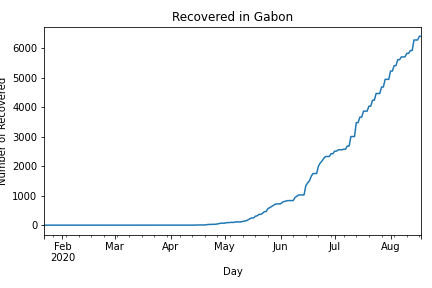 Recovered in Gabon
Number of Recovered
6000
5000
4000
3000
2000
1000
0
Feb
2020
Mar
Apr
May
Jun
Jul
Aug
Day